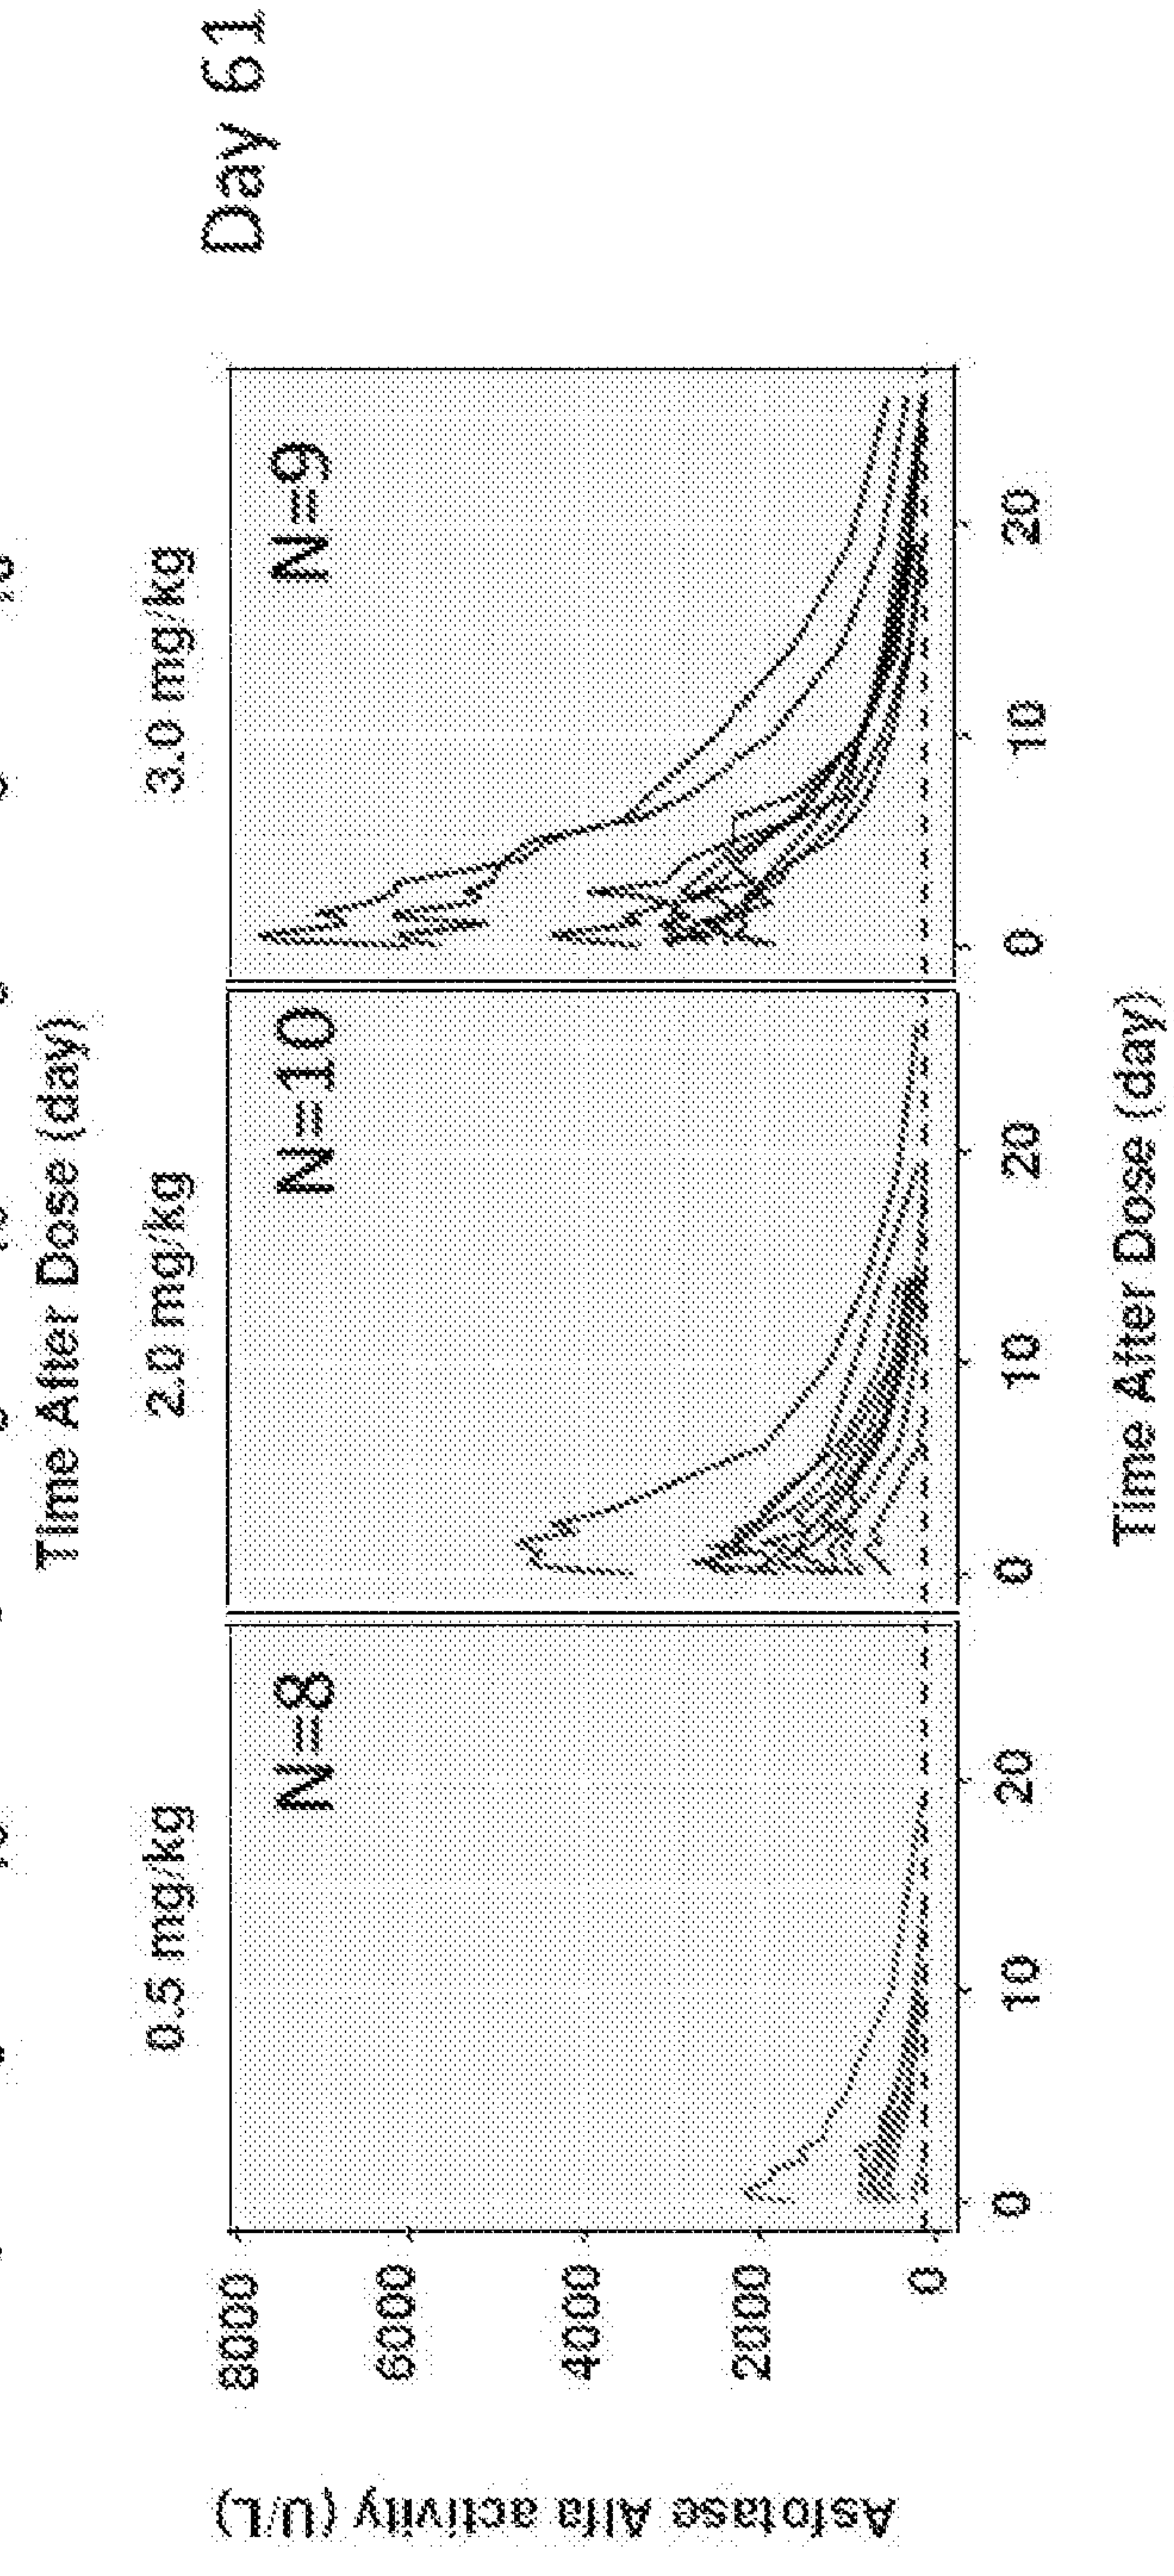 Time After Dose (day)
0.5 mg/kg
2.0 mg/kg
3.0 mg/kg
Day 61
N=8
N=10
N=9
8000
6000
4000
2000
0
0
10
20
0
10
20
0
10
20
Asfotase Alfa activity (U/L)
Time After Dose (day)